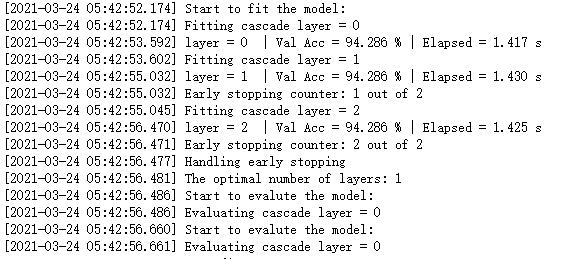 [2021-03-24 05:42:52.174] Start to fit the model:
[2021-03-24 05:42:52.174] Fitting cascade layer = 0
[2021-03-24 05:42:53.592] layer = 0  | Val Acc = 94.286 % | Elapsed = 1.417 s
[2021-03-24 05:42:53.602] Fitting cascade layer = 1
[2021-03-24 05:42:55.032] layer = 1  | Val Acc = 94.286 % | Elapsed = 1.430 s
[2021-03-24 05:42:55.032] Early stopping counter: 1 out of 2
[2021-03-24 05:42:55.045] Fitting cascade layer = 2
[2021-03-24 05:42:56.470] layer = 2  | Val Acc = 94.286 % | Elapsed = 1.425 s
[2021-03-24 05:42:56.471] Early stopping counter: 2 out of 2
[2021-03-24 05:42:56.477] Handling early stopping
[2021-03-24 05:42:56.481] The optimal number of layers: 1
[2021-03-24 05:42:56.486] Start to evalute the model:
[2021-03-24 05:42:56.486] Evaluating cascade layer = 0
[2021-03-24 05:42:56.660] Start to evalute the model:
[2021-03-24 05:42:56.661] Evaluating cascade layer = 0